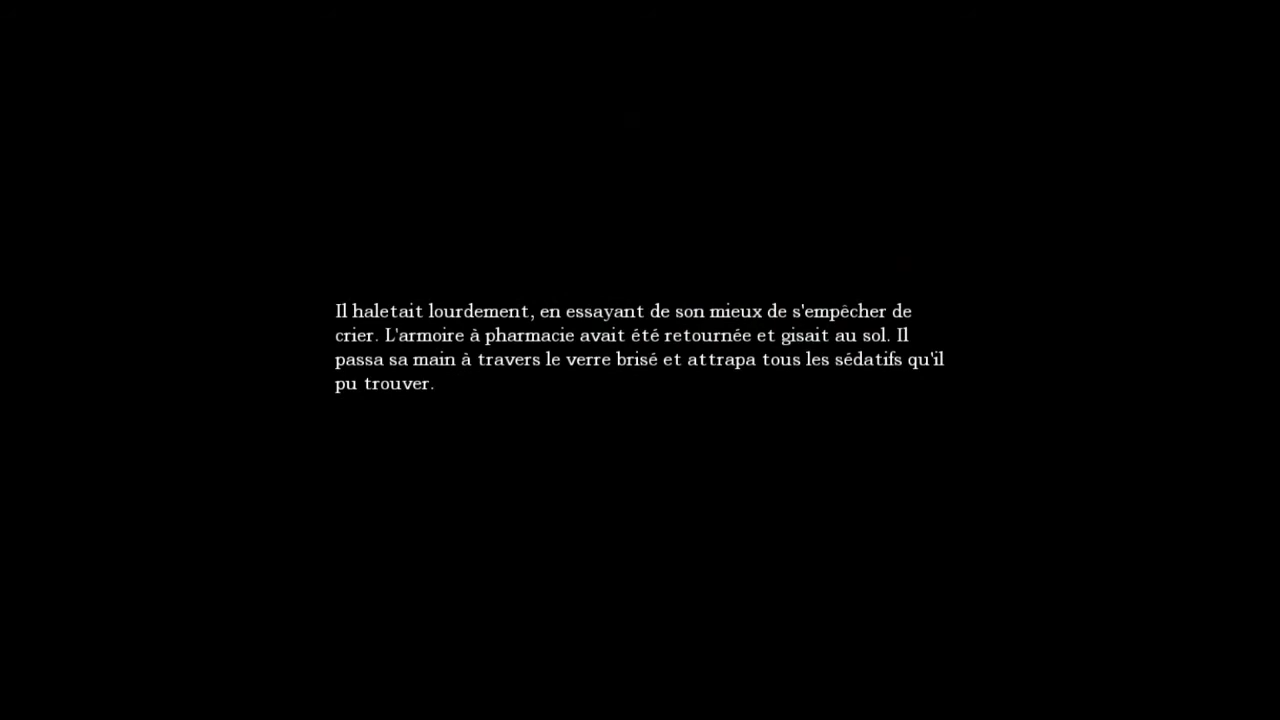 Il haletait lourdement, en essayant de son mieux de s'empêcher de
crier. L'armoire à pharmacie avait été retournée et gisait au sol. Il
passa sa main à travers le verre brisé et attrapa tous les sédatifs qu'il
pu trouver.